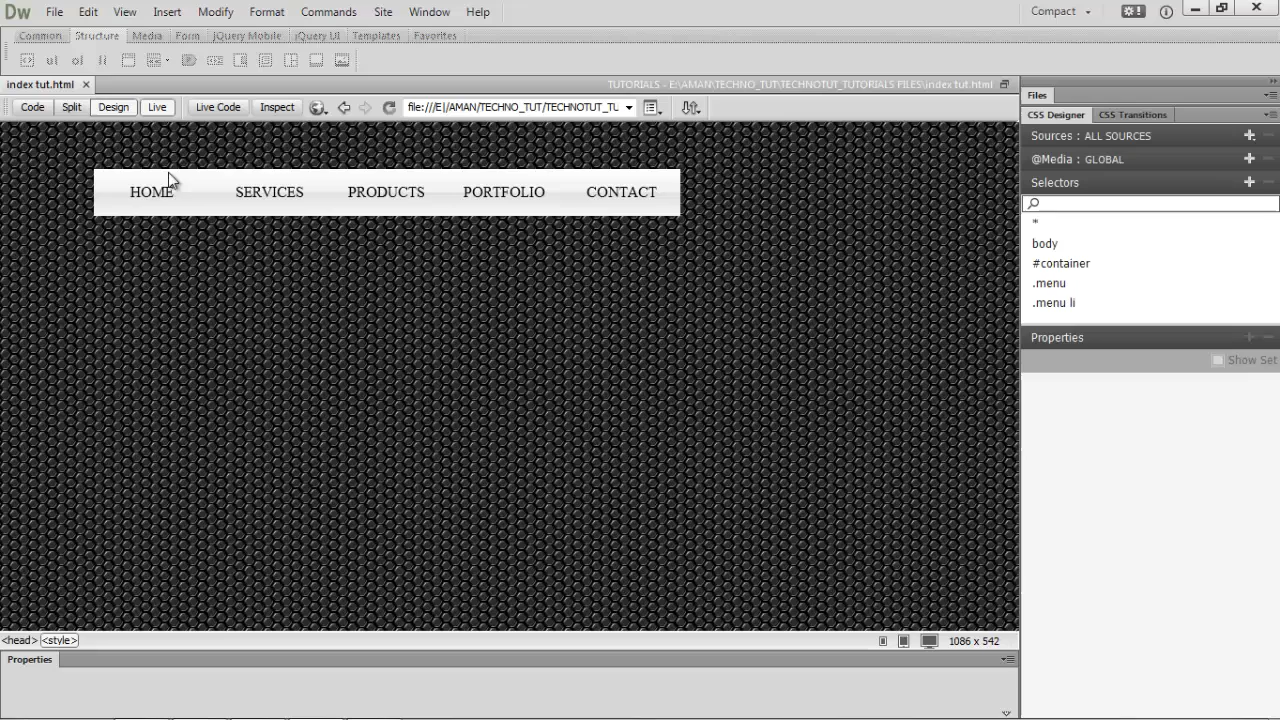 Dw File Edit View Insert Modify Format Commands Site Window Help Compact
Common Structure Media Form jQuery Mobile jQuery UI Templates Favorites
index tut.html TUTORIALS - E:\AMAN\TECHNO_TUT\TECHNOTUT_TUTORIALS FILES\index tut.html
Code Split Design Live Live Code Inspect file:///E|/AMAN/TECHNO_TUT/TECHNOTUT_TU
HOME SERVICES PRODUCTS PORTFOLIO CONTACT
Files
CSS Designer CSS Transitions
Sources : ALL SOURCES
@Media : GLOBAL
Selectors
*
body
#container
.menu
.menu li
Properties
Show Set
<head> <style> 1086 x 542
Properties